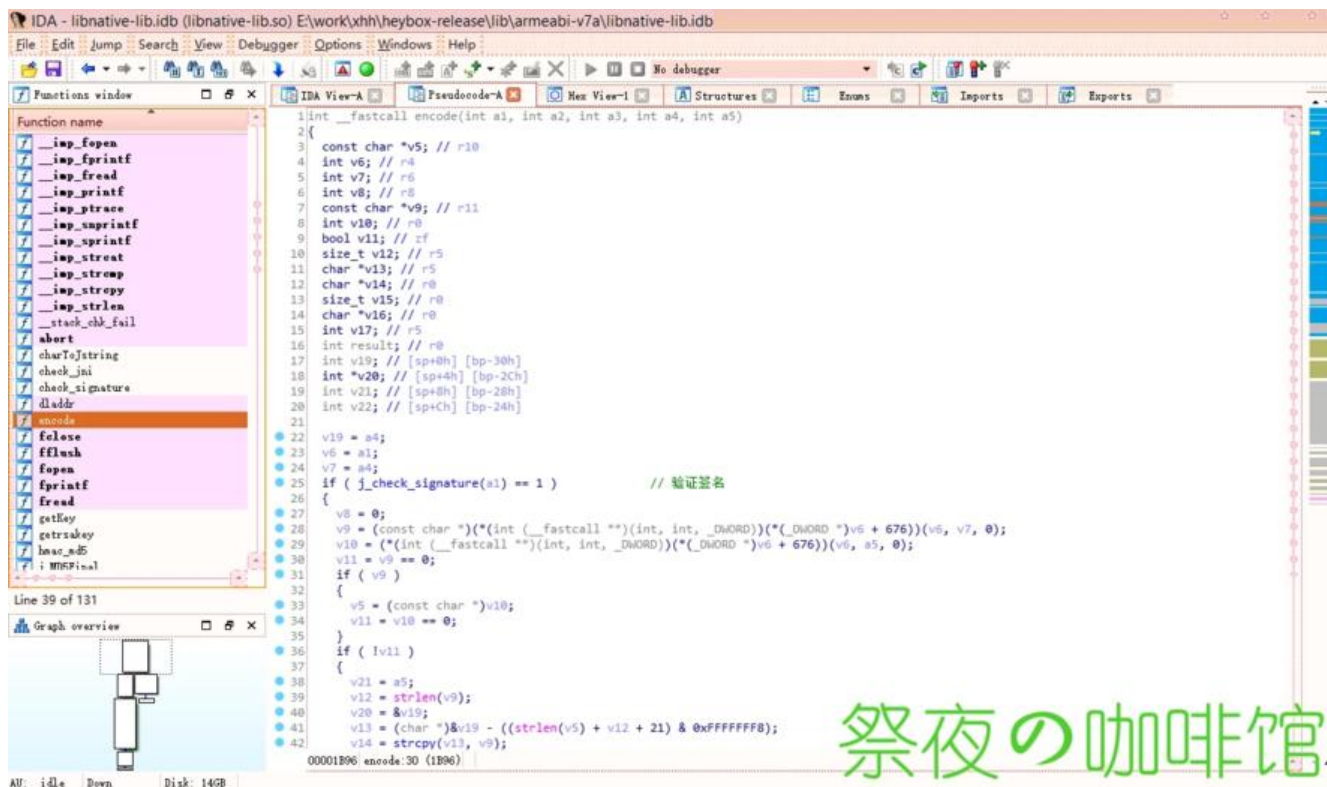 IDA - libnative-lib.idb (libnative-lib.so) E:\work\xhh\heybox-release\lib\armeabi-v7a\libnative-lib.idb
File Edit Jump Search View Debugger Options Windows Help
No debugger
Functions window
IDA View-A Pseudocode-A Hex View-1 Structures Enums Imports Exports
Function name
__imp_fopen
__imp_fprintf
__imp_fread
__imp_printf
__imp_ptrace
__imp_snprintf
__imp_sprintf
__imp_strcat
__imp_strcmp
__imp_strcpy
__imp_strlen
__stack_chk_fail
abort
charToJstring
check_jni
check_signature
dladdr
encode
fclose
fflush
fopen
fprintf
fread
getKey
getrsakey
hmac_md5
j_MD5Final
Line 39 of 131
Graph overview
1 int __fastcall encode(int a1, int a2, int a3, int a4, int a5)
2 {
3 const char *v5; // r10
4 int v6; // r4
5 int v7; // r6
6 int v8; // r8
7 const char *v9; // r11
8 int v10; // r0
9 bool v11; // zf
10 size_t v12; // r5
11 char *v13; // r5
12 char *v14; // r0
13 size_t v15; // r0
14 char *v16; // r0
15 int v17; // r5
16 int result; // r0
17 int v19; // [sp+0h] [bp-30h]
18 int *v20; // [sp+4h] [bp-2Ch]
19 int v21; // [sp+8h] [bp-28h]
20 int v22; // [sp+Ch] [bp-24h]
21
22 v19 = a4;
23 v6 = a1;
24 v7 = a4;
25 if ( j_check_signature(a1) == 1 ) // 验证签名
26 {
27 v8 = 0;
28 v9 = (const char *)(*(int (__fastcall **)(int, int, _DWORD))(*(_DWORD *)v6 + 676))(v6, v7, 0);
29 v10 = (*(int (__fastcall **)(int, int, _DWORD))(*(_DWORD *)v6 + 676))(v6, a5, 0);
30 v11 = v9 == 0;
31 if ( v9 )
32 {
33 v5 = (const char *)v10;
34 v11 = v10 == 0;
35 }
36 if ( !v11 )
37 {
38 v21 = a5;
39 v12 = strlen(v9);
40 v20 = &v19;
41 v13 = (char *)&v19 - ((strlen(v5) + v12 + 21) & 0xFFFFFFF8);
42 v14 = strcpy(v13, v9);
00001B96 encode:30 (1B96)
祭夜の咖啡馆
AU: idle Down Disk: 14GB